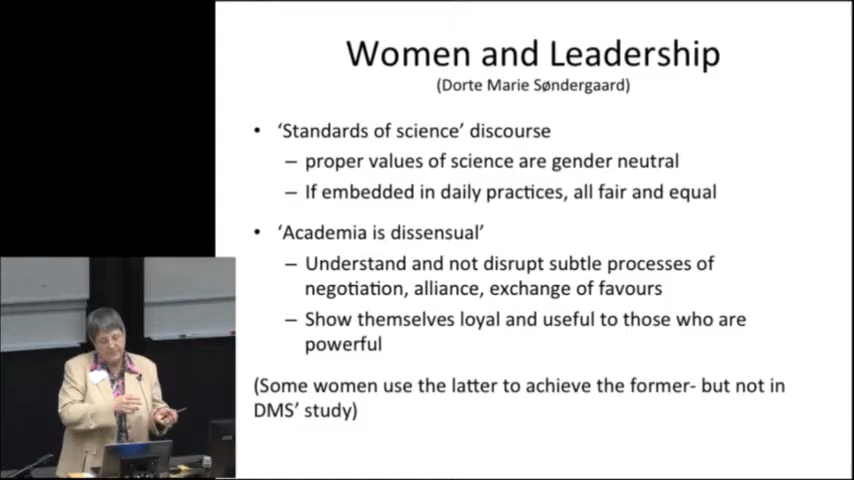 Women and Leadership
(Dorte Marie Søndergaard)
• 'Standards of science' discourse
– proper values of science are gender neutral
– If embedded in daily practices, all fair and equal
• 'Academia is dissensual'
– Understand and not disrupt subtle processes of
negotiation, alliance, exchange of favours
– Show themselves loyal and useful to those who are
powerful
(Some women use the latter to achieve the former- but not in
DMS' study)